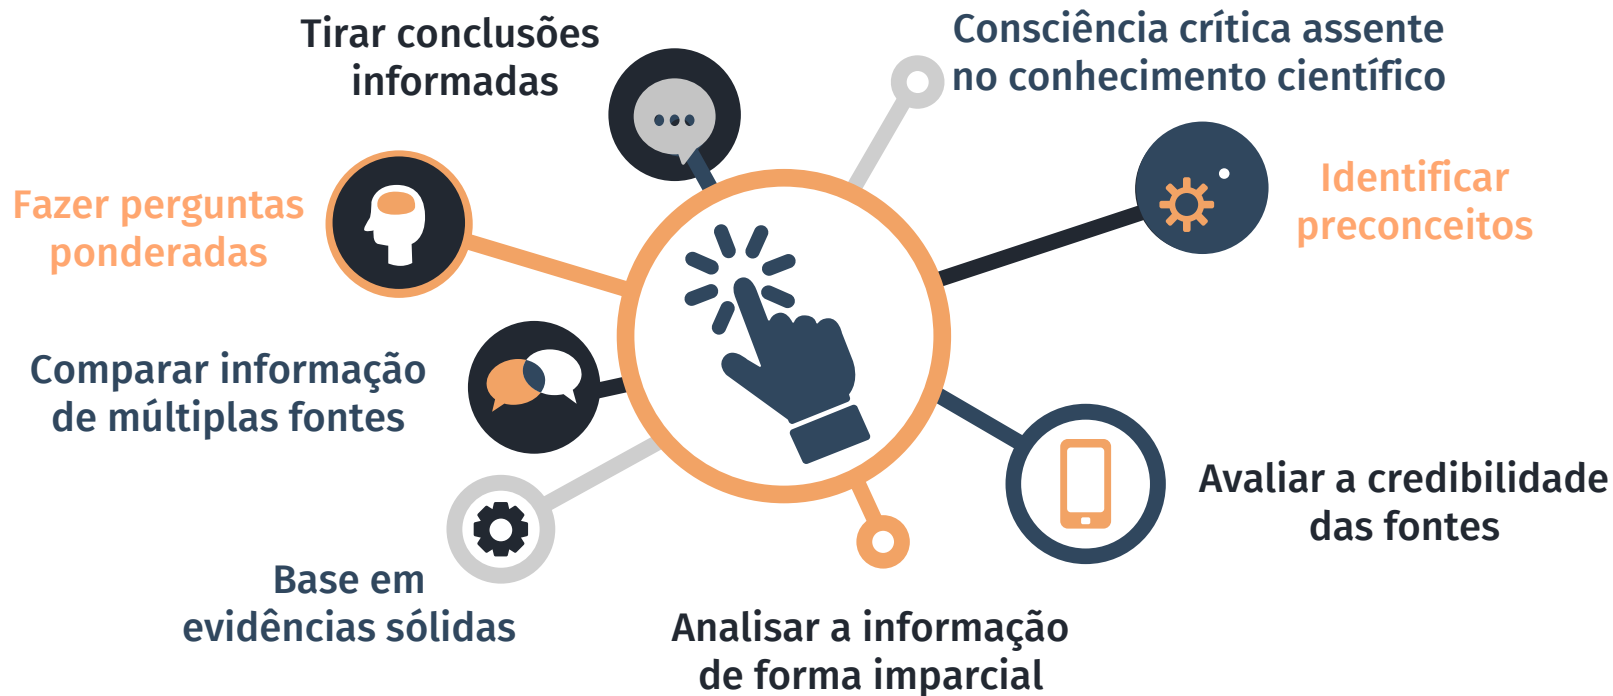 Tirar conclusões
informadas
Consciência crítica assente
no conhecimento científico
Fazer perguntas
ponderadas
Identificar
preconceitos
Comparar informação
de múltiplas fontes
Avaliar a credibilidade
das fontes
Base em
evidências sólidas
Analisar a informação
de forma imparcial